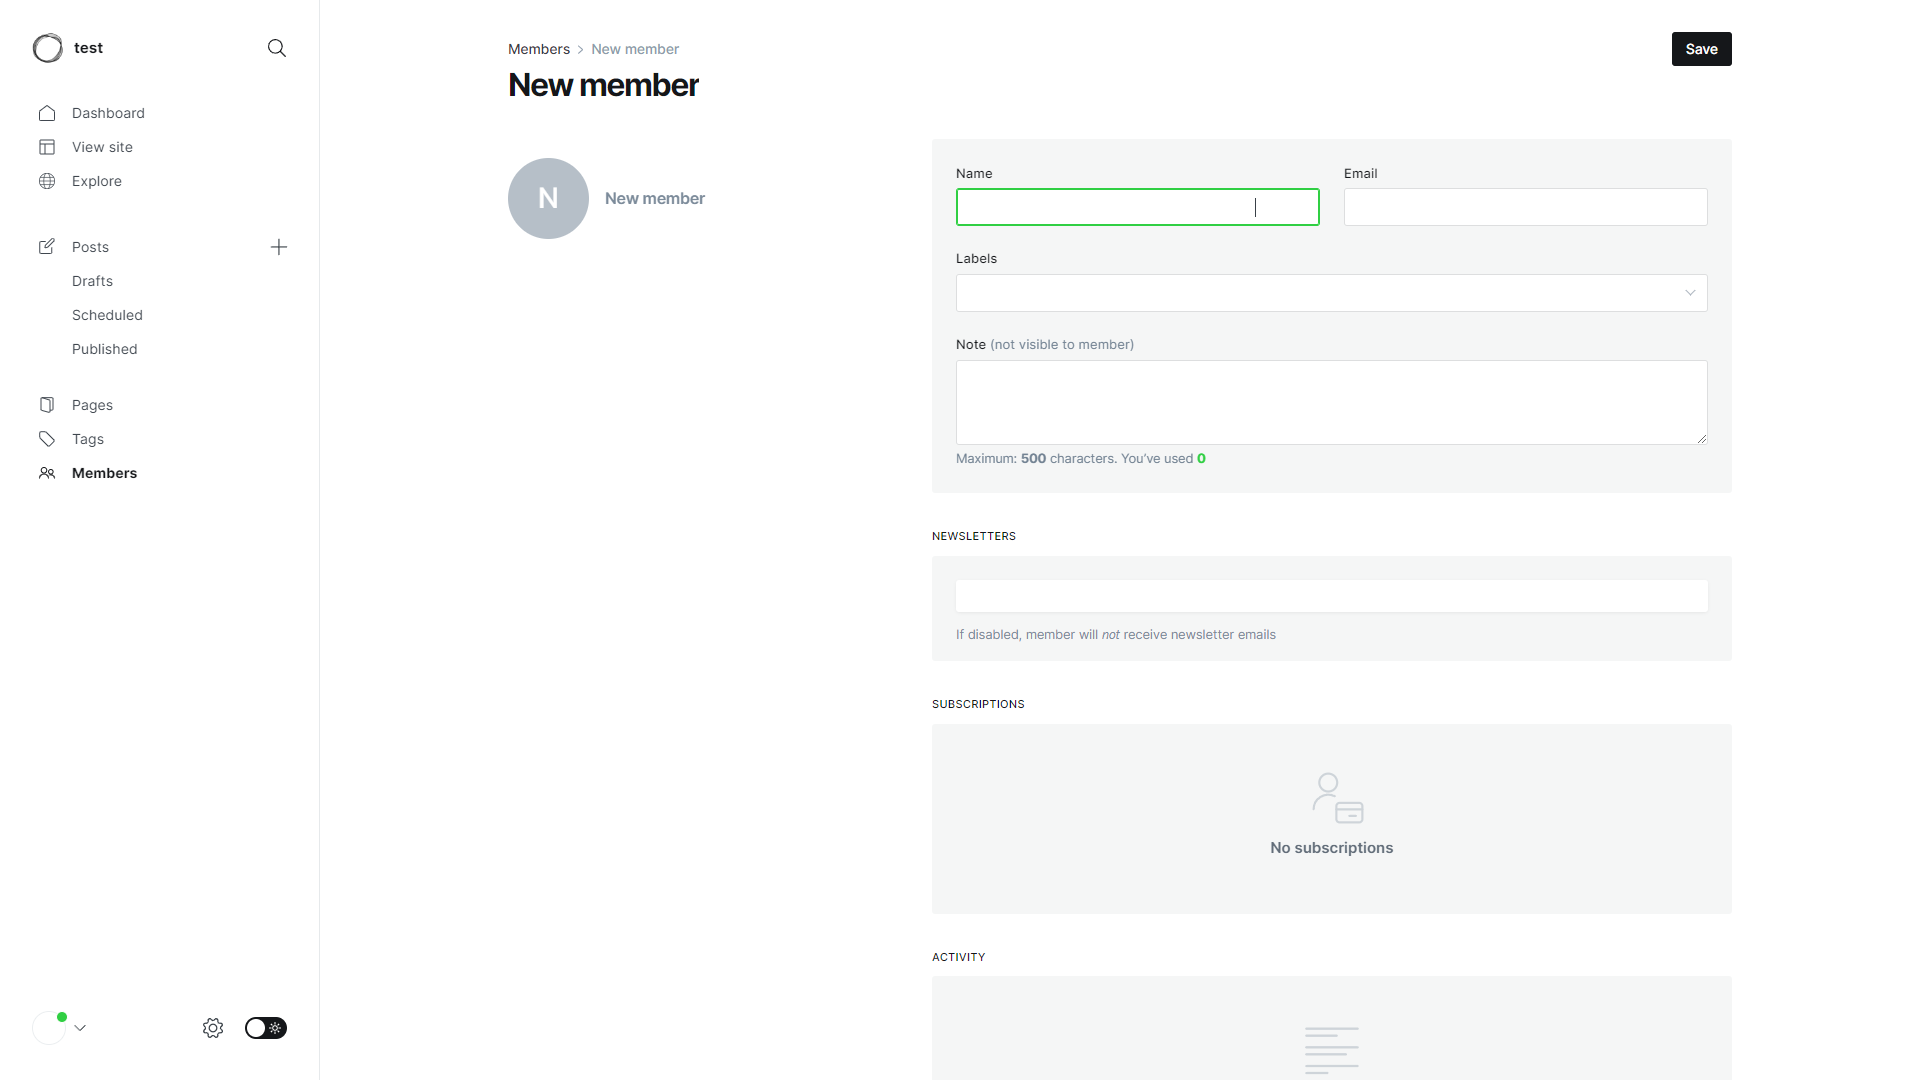 test
Dashboard
View site
Explore
Posts
Drafts
Scheduled
Published
Pages
Tags
Members
Members > New member
New member
Save
N
New member
Name
Email
Labels
Note (not visible to member)
Maximum: 500 characters. You've used 0
NEWSLETTERS
If disabled, member will not receive newsletter emails
SUBSCRIPTIONS
No subscriptions
ACTIVITY